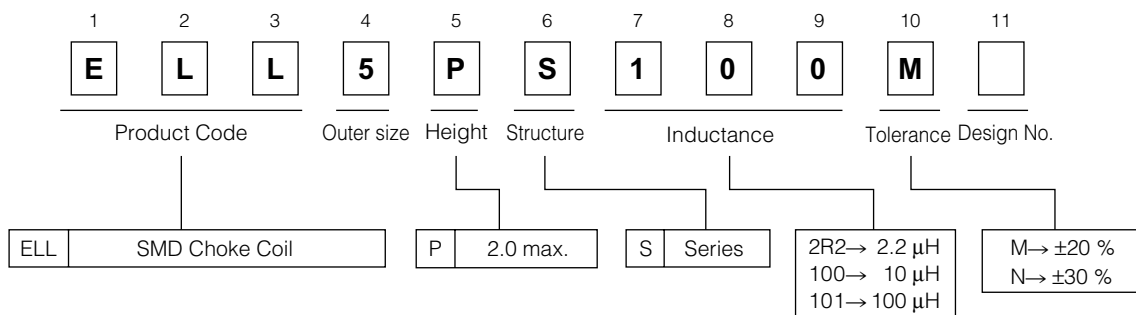 1 2 3 4 5 6 7 8 9 10 11
E L L 5 P S 1 0 0 M
Product Code Outer size Height Structure Inductance Tolerance Design No.
ELL SMD Choke Coil P 2.0 max. S Series 2R2→ 2.2 μH M→ ±20 %
100→ 10 μH N→ ±30 %
101→ 100 μH